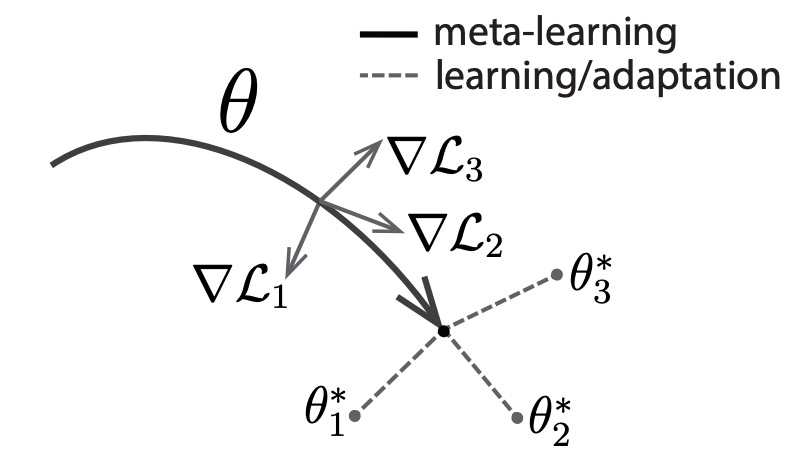 meta-learning
learning/adaptation
θ
∇ℒ₃
∇ℒ₂
∇ℒ₁
θ₃*
θ₁*
θ₂*